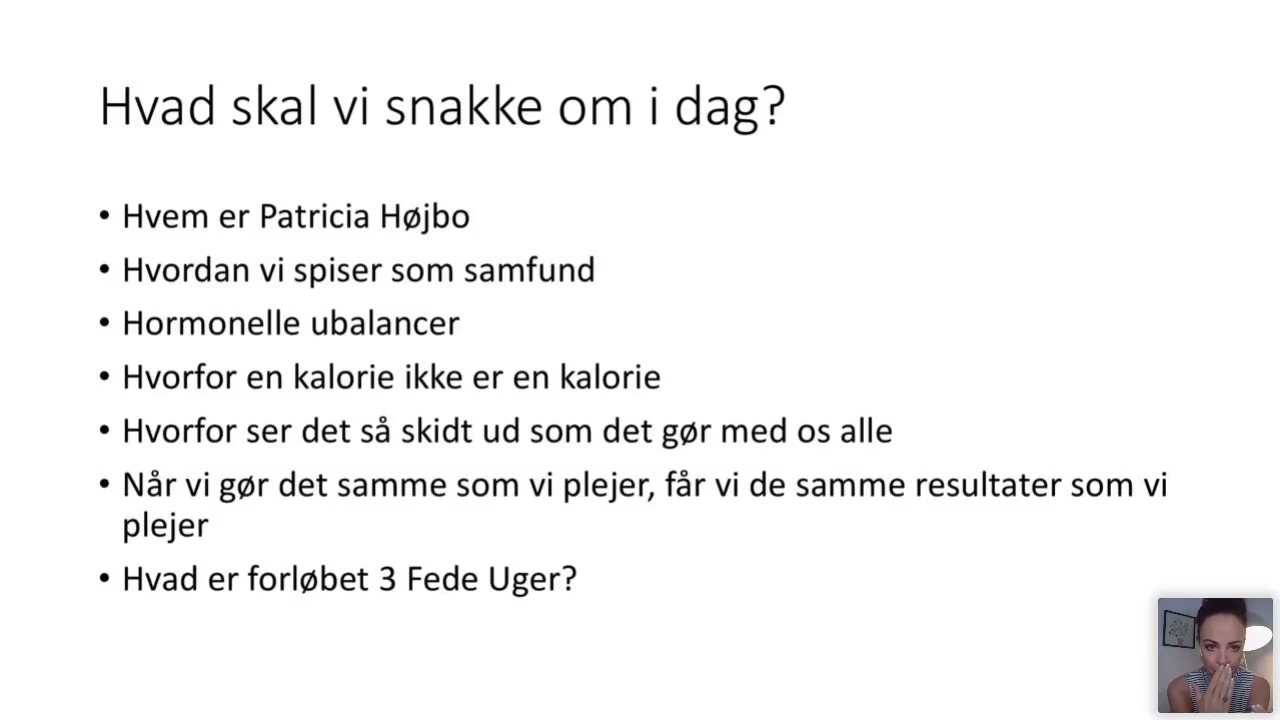 Hvad skal vi snakke om i dag?
• Hvem er Patricia Højbo
• Hvordan vi spiser som samfund
• Hormonelle ubalancer
• Hvorfor en kalorie ikke er en kalorie
• Hvorfor ser det så skidt ud som det gør med os alle
• Når vi gør det samme som vi plejer, får vi de samme resultater som vi
plejer
• Hvad er forløbet 3 Fede Uger?